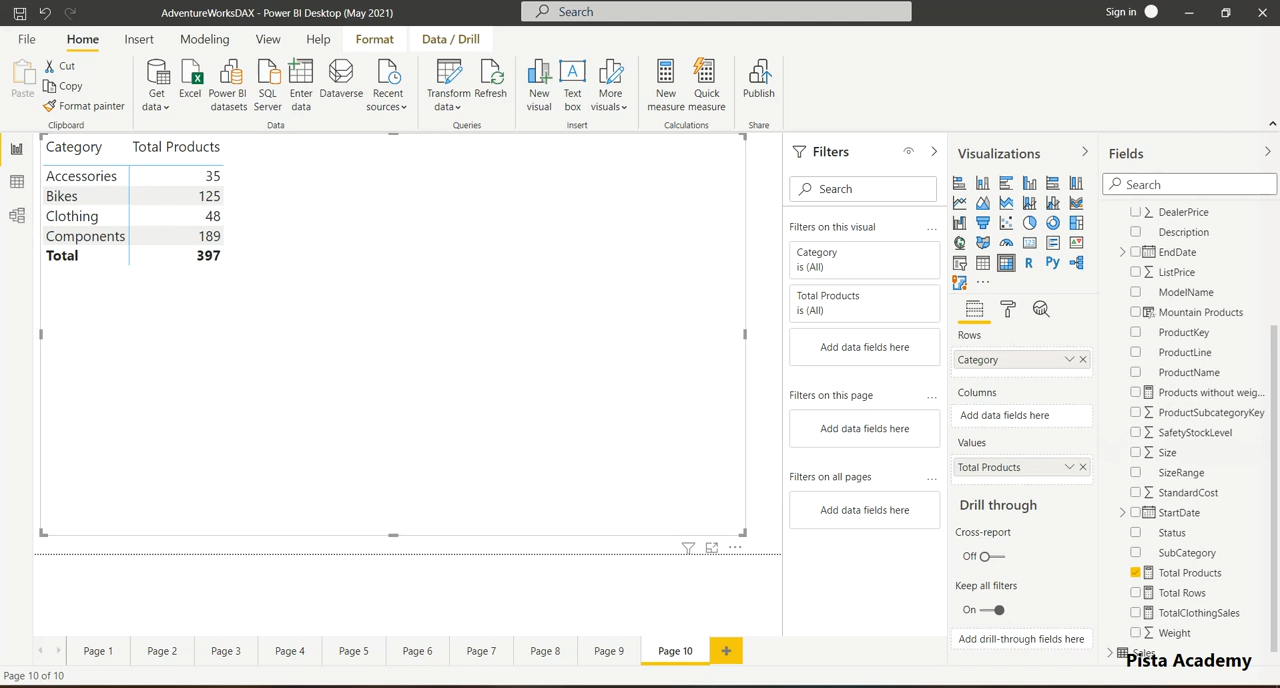 AdventureWorksDAX - Power BI Desktop (May 2021)
Search
Sign in
File
Home
Insert
Modeling
View
Help
Format
Data / Drill
Paste
Cut
Copy
Format painter
Clipboard
Get data
Excel
Power BI datasets
SQL Server
Enter data
Dataverse
Recent sources
Data
Transform data
Refresh
Queries
New visual
Text box
More visuals
Insert
New measure
Quick measure
Calculations
Publish
Share
Category Total Products
Accessories 35
Bikes 125
Clothing 48
Components 189
Total 397
Filters
Search
Filters on this visual ...
Category
is (All)
Total Products
is (All)
Add data fields here
Filters on this page ...
Add data fields here
Filters on all pages ...
Add data fields here
Visualizations
R
Py
...
Rows
Category
Columns
Add data fields here
Values
Total Products
Drill through
Cross-report
Off
Keep all filters
On
Add drill-through fields here
Fields
Search
DealerPrice
Description
EndDate
ListPrice
ModelName
Mountain Products
ProductKey
ProductLine
ProductName
Products without weig...
ProductSubcategoryKey
SafetyStockLevel
Size
SizeRange
StandardCost
StartDate
Status
SubCategory
Total Products
Total Rows
TotalClothingSales
Weight
Sales
Pista Academy
Page 1
Page 2
Page 3
Page 4
Page 5
Page 6
Page 7
Page 8
Page 9
Page 10
Page 10 of 10